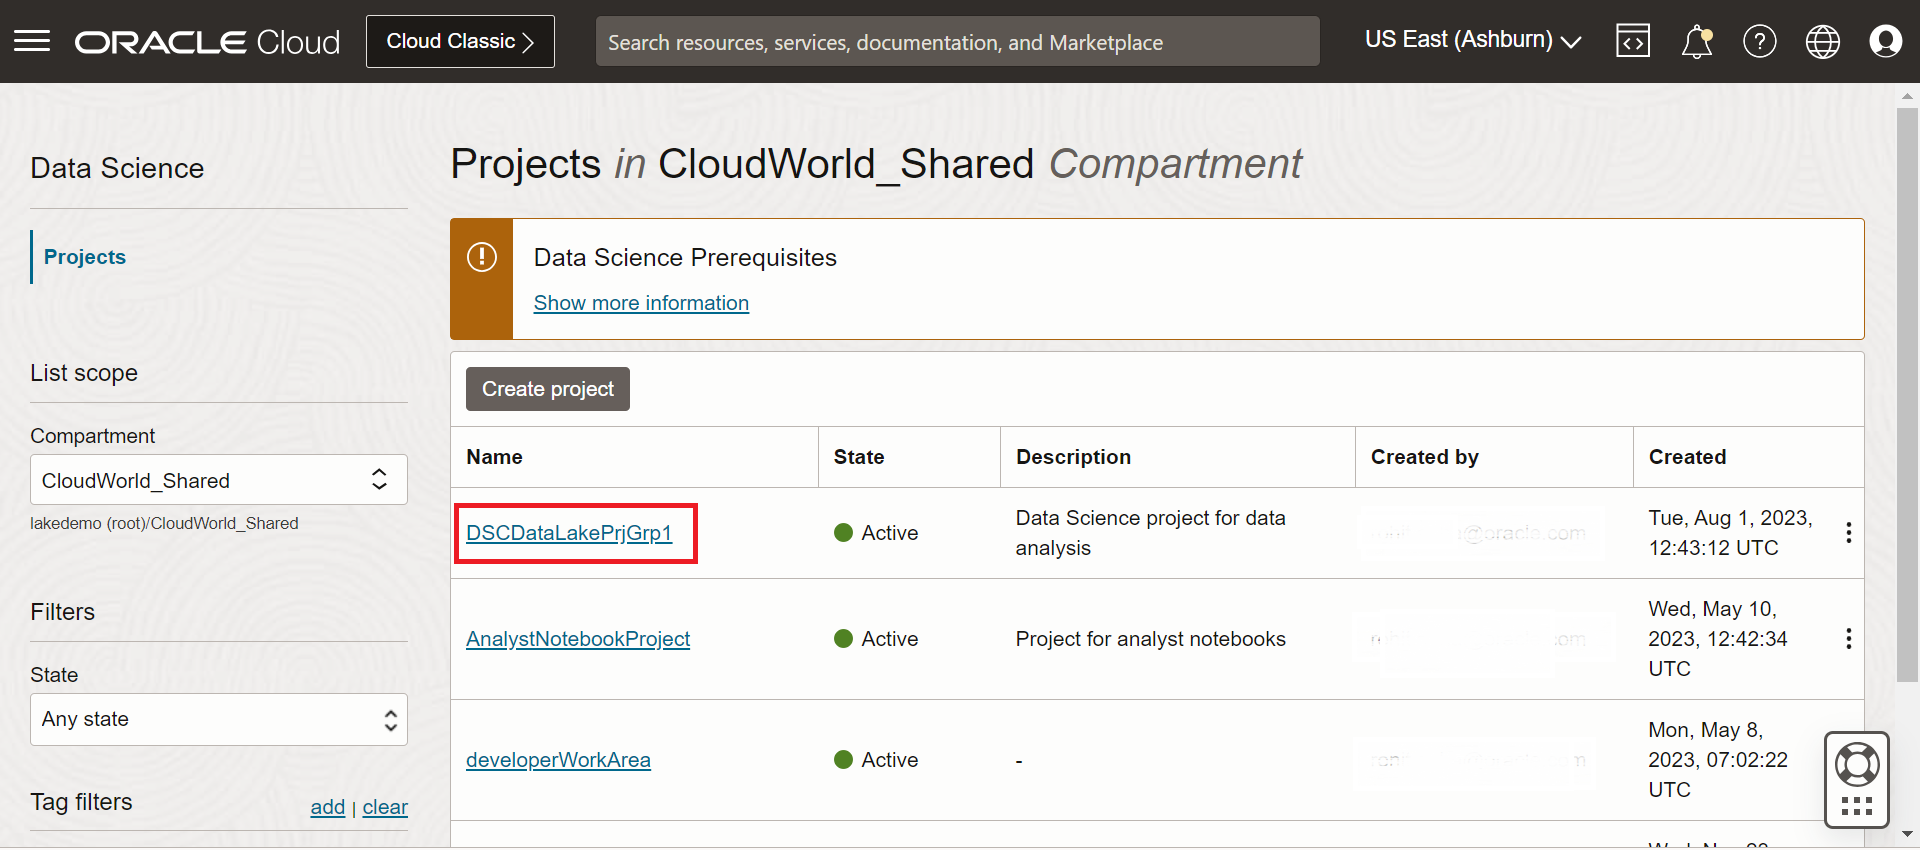 ORACLE Cloud
Cloud Classic
Search resources, services, documentation, and Marketplace
US East (Ashburn)
Data Science
Projects
List scope
Compartment
CloudWorld_Shared
lakedemo (root)/CloudWorld_Shared
Filters
State
Any state
Tag filters
add | clear
Projects in CloudWorld_Shared Compartment
Data Science Prerequisites
Show more information
Create project
Name State Description Created by Created
DSCDataLakePrjGrp1 Active Data Science project for data analysis @oracle.com Tue, Aug 1, 2023, 12:43:12 UTC
AnalystNotebookProject Active Project for analyst notebooks Wed, May 10, 2023, 12:42:34 UTC
developerWorkArea Active - Mon, May 8, 2023, 07:02:22 UTC